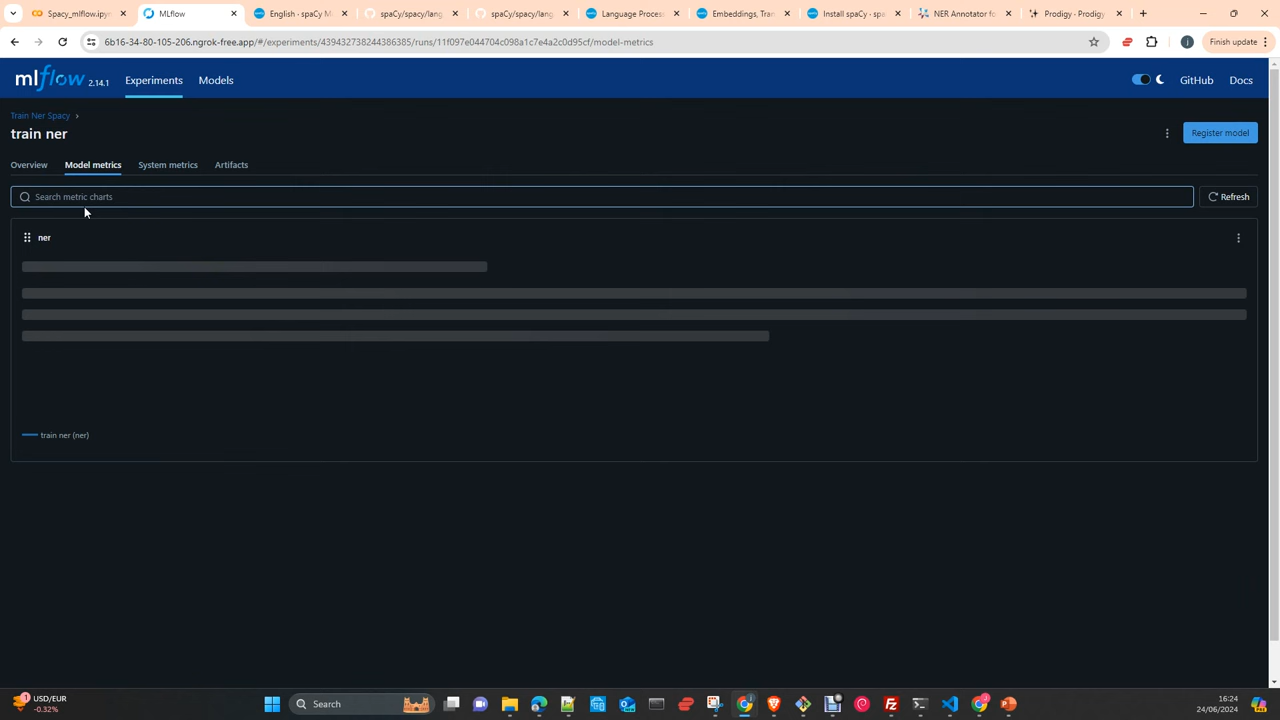 Spacy_mlflow.ipyn
MLflow
English · spaCy M
spaCy/spacy/lang
spaCy/spacy/lang
Language Proces
Embeddings, Tran
Install spaCy · spa
NER Annotator fo
Prodigy · Prodigy
6b16-34-80-105-206.ngrok-free.app/#/experiments/439432738244386385/runs/11f097e044704c098a1c7e4a2c0d95cf/model-metrics
Finish update
mlflow 2.14.1
Experiments
Models
GitHub
Docs
Train Ner Spacy ›
train ner
Register model
Overview
Model metrics
System metrics
Artifacts
Search metric charts
Refresh
ner
train ner (ner)
1
USD/EUR
-0.32%
Search
16:24
24/06/2024